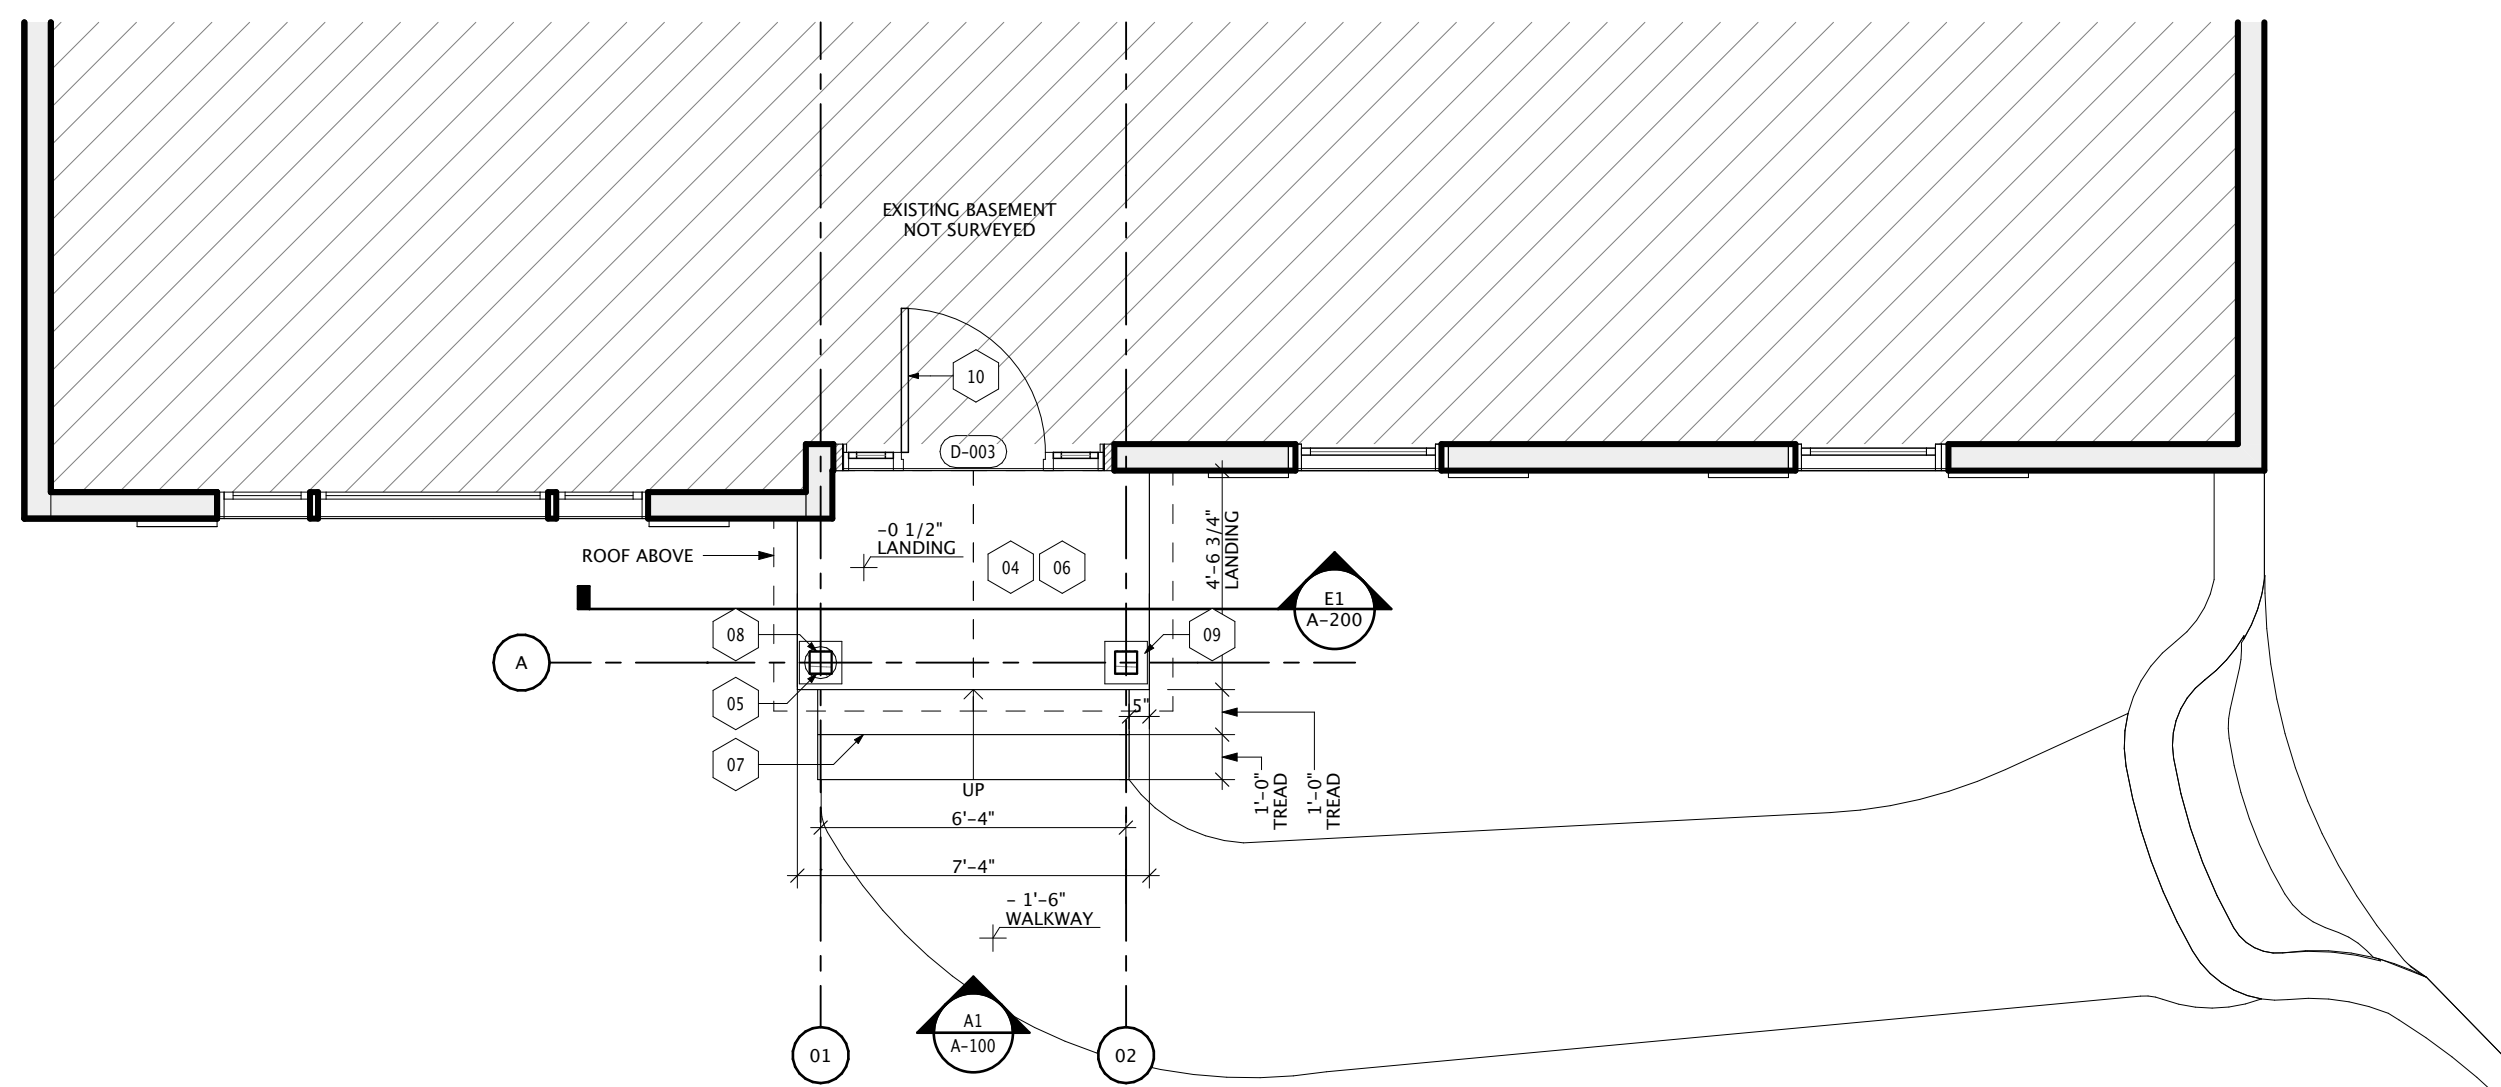 EXISTING BASEMENT
NOT SURVEYED
10
D-003
-0 1/2"
LANDING
ROOF ABOVE
04
06
4'-6 3/4"
LANDING
E1
A-200
08
09
A
05
5"
07
UP
1'-0"
TREAD
1'-0"
TREAD
6'-4"
7'-4"
- 1'-6"
WALKWAY
A1
A-100
01
02